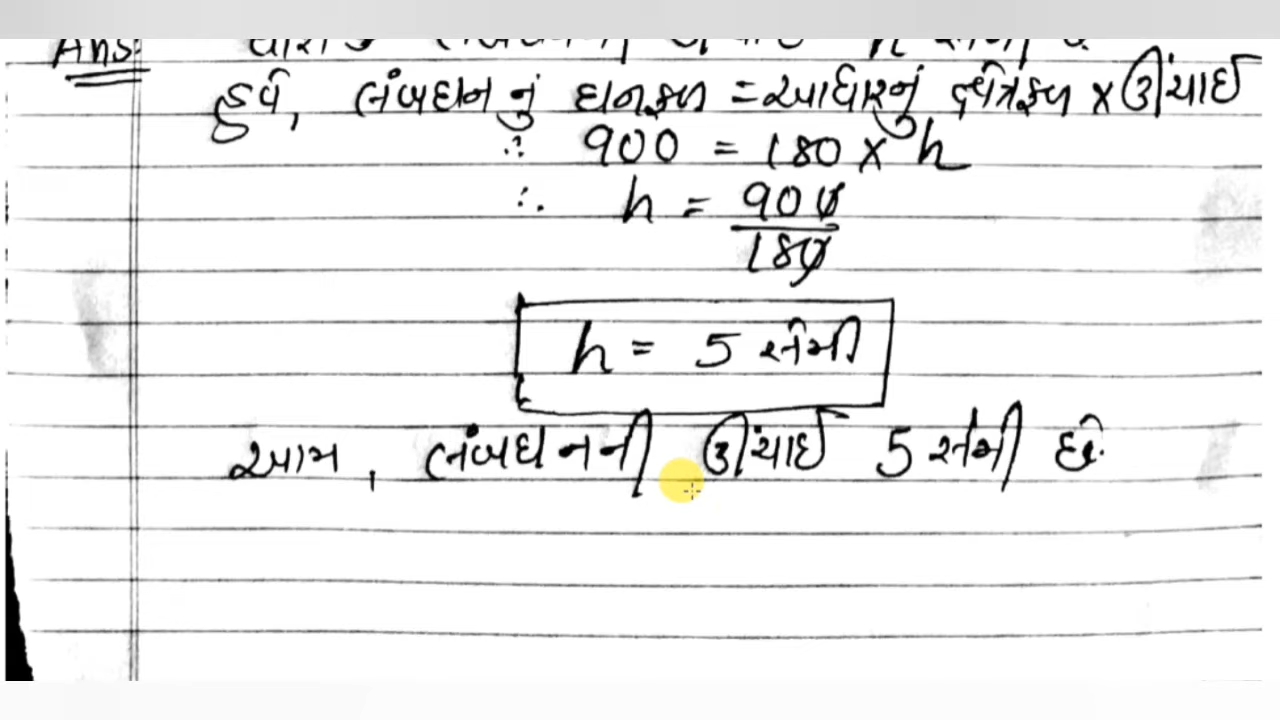 Ans:
હવે, લંબઘનનું ઘનફળ = આધારનું ક્ષેત્રફળ × ઊંચાઈ
∴ 900 = 180 × h
∴ h = 900
180
h = 5 સેમી
આમ, લંબઘનની ઊંચાઈ 5 સેમી છે.